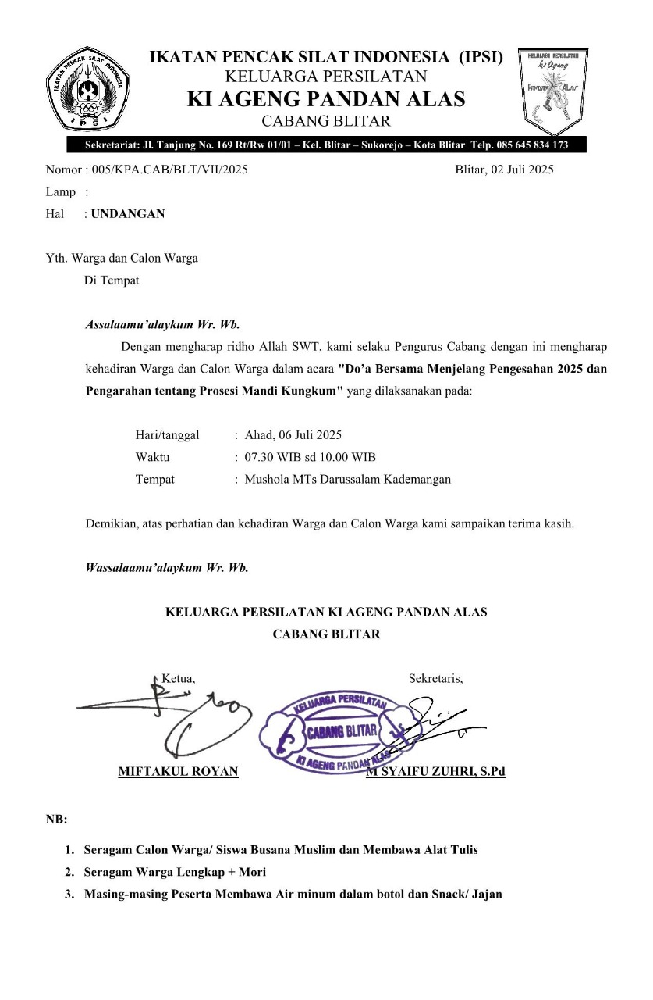 IKATAN PENCAK SILAT INDONESIA (IPSI)
KELUARGA PERSILATAN
KI AGENG PANDAN ALAS
CABANG BLITAR
IKATAN PENCAK SILAT INDONESIA
IPSI
KELUARGA PERSILATAN
Ki Ageng
PANDAN ALAS
Sekretariat: Jl. Tanjung No. 169 Rt/Rw 01/01 – Kel. Blitar – Sukorejo – Kota Blitar Telp. 085 645 834 173
Nomor : 005/KPA.CAB/BLT/VII/2025 Blitar, 02 Juli 2025
Lamp :
Hal : UNDANGAN
Yth. Warga dan Calon Warga
Di Tempat
Assalaamu’alaykum Wr. Wb.
Dengan mengharap ridho Allah SWT, kami selaku Pengurus Cabang dengan ini mengharap
kehadiran Warga dan Calon Warga dalam acara "Do’a Bersama Menjelang Pengesahan 2025 dan
Pengarahan tentang Prosesi Mandi Kungkum" yang dilaksanakan pada:
Hari/tanggal : Ahad, 06 Juli 2025
Waktu : 07.30 WIB sd 10.00 WIB
Tempat : Mushola MTs Darussalam Kademangan
Demikian, atas perhatian dan kehadiran Warga dan Calon Warga kami sampaikan terima kasih.
Wassalaamu’alaykum Wr. Wb.
KELUARGA PERSILATAN KI AGENG PANDAN ALAS
CABANG BLITAR
Ketua, Sekretaris,
KELUARGA PERSILATAN
CABANG BLITAR
KI AGENG PANDAN ALAS
MIFTAKUL ROYAN M SYAIFU ZUHRI, S.Pd
NB:
1. Seragam Calon Warga/ Siswa Busana Muslim dan Membawa Alat Tulis
2. Seragam Warga Lengkap + Mori
3. Masing-masing Peserta Membawa Air minum dalam botol dan Snack/ Jajan